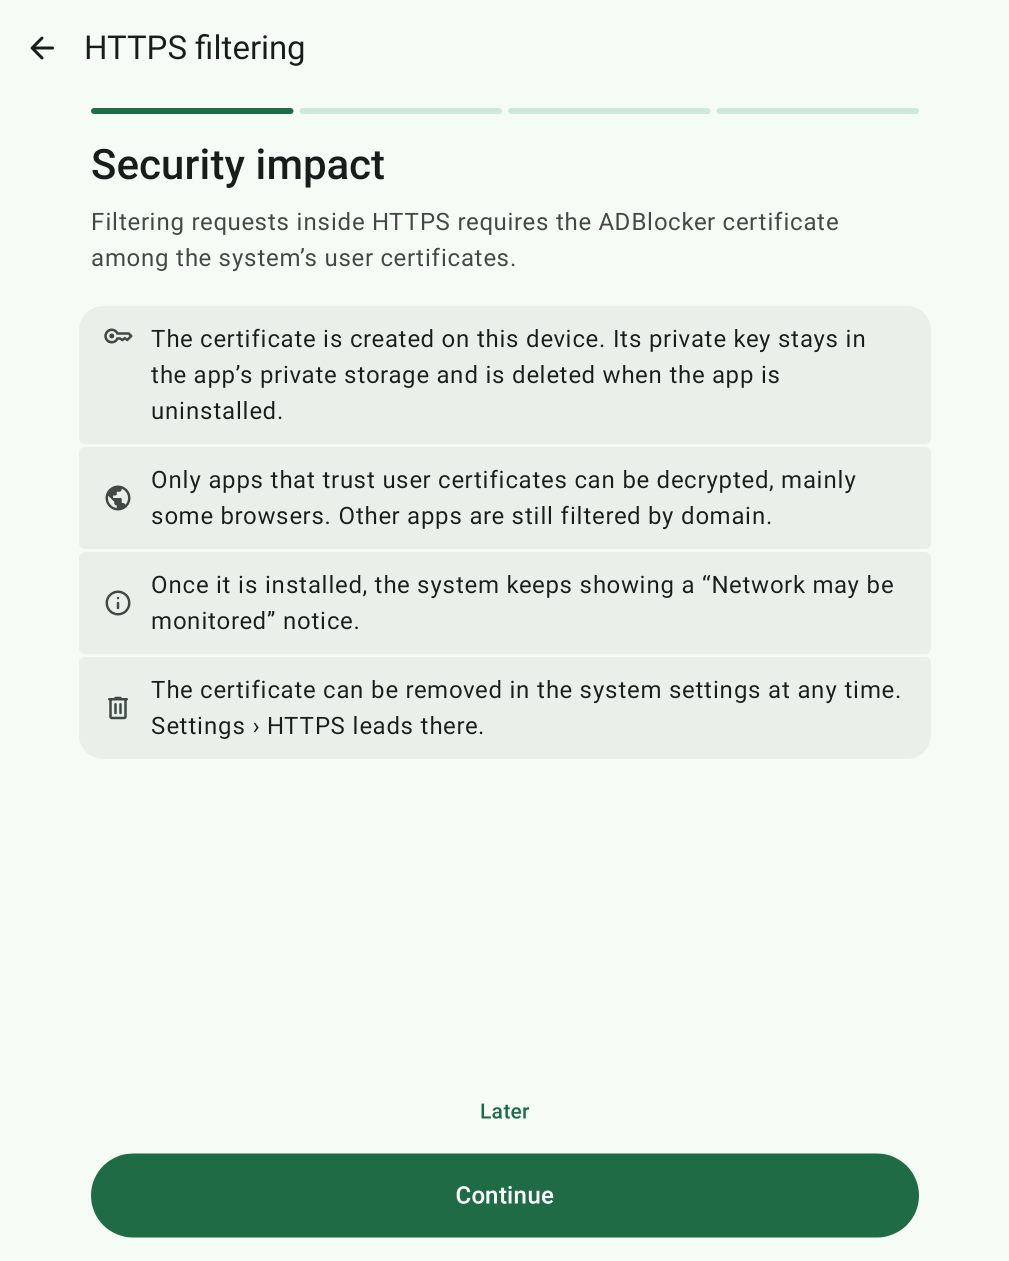 HTTPS filtering
Security impact
Filtering requests inside HTTPS requires the ADBlocker certificate
among the system’s user certificates.
The certificate is created on this device. Its private key stays in
the app’s private storage and is deleted when the app is
uninstalled.
Only apps that trust user certificates can be decrypted, mainly
some browsers. Other apps are still filtered by domain.
Once it is installed, the system keeps showing a “Network may be
monitored” notice.
The certificate can be removed in the system settings at any time.
Settings › HTTPS leads there.
Later
Continue